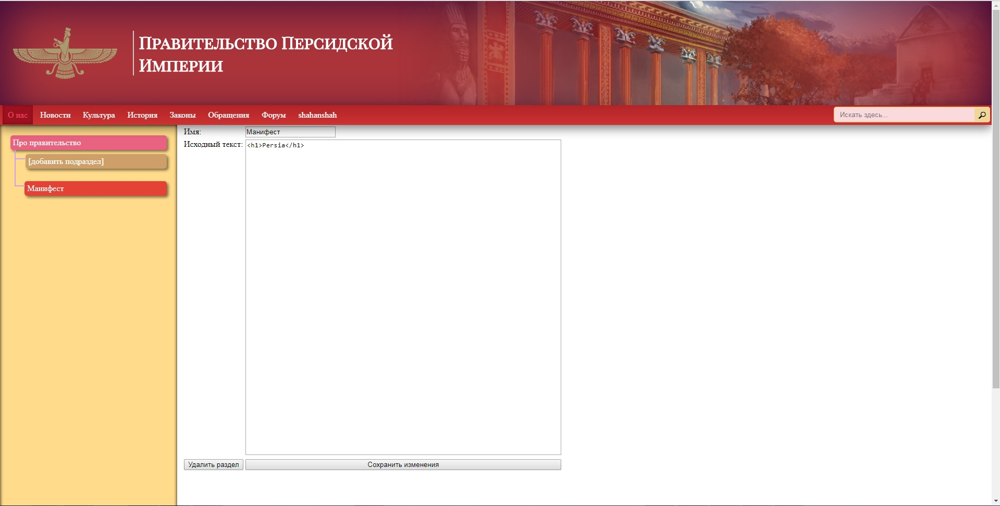 Правительство Персидской
Империи
О нас Новости Культура История Законы Обращения Форум shahanshah Искать здесь...
Про правительство
[добавить подраздел]
Манифест
Имя: Манифест
Исходный текст: <h1>Persia</h1>
Удалить раздел Сохранить изменения